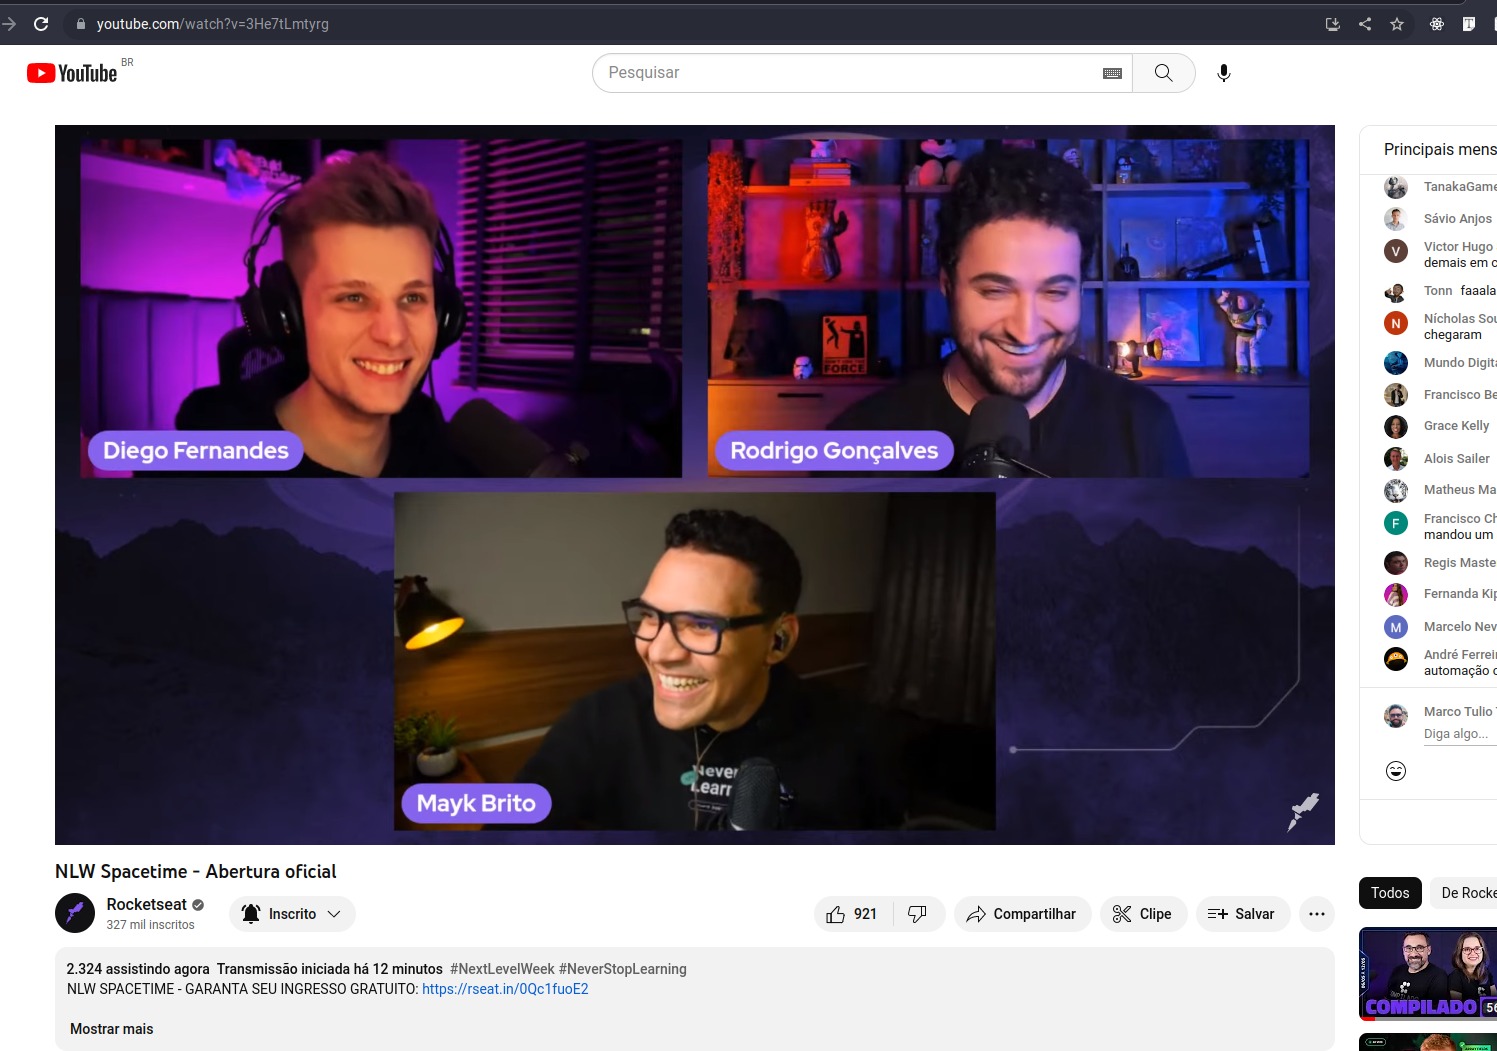 youtube.com/watch?v=3He7tLmtyrg
YouTube BR
Pesquisar
Diego Fernandes
Rodrigo Gonçalves
FORCE
Mayk Brito
Never
Learn
NLW Spacetime - Abertura oficial
Rocketseat
327 mil inscritos
Inscrito
921
Compartilhar
Clipe
Salvar
2.324 assistindo agora Transmissão iniciada há 12 minutos #NextLevelWeek #NeverStopLearning
NLW SPACETIME - GARANTA SEU INGRESSO GRATUITO: https://rseat.in/0Qc1fuoE2
Mostrar mais
Principais mens
TanakaGame
Sávio Anjos
V
Victor Hugo
demais em
Tonn faaala
N
Nícholas Sou
chegaram
Mundo Digita
Francisco Be
Grace Kelly
Alois Sailer
Matheus Ma
F
Francisco Ch
mandou um
Regis Maste
Fernanda Kip
M
Marcelo Nev
André Ferrei
automação
Marco Tulio
Diga algo...
Todos
De Rocke
COMPILADO
56